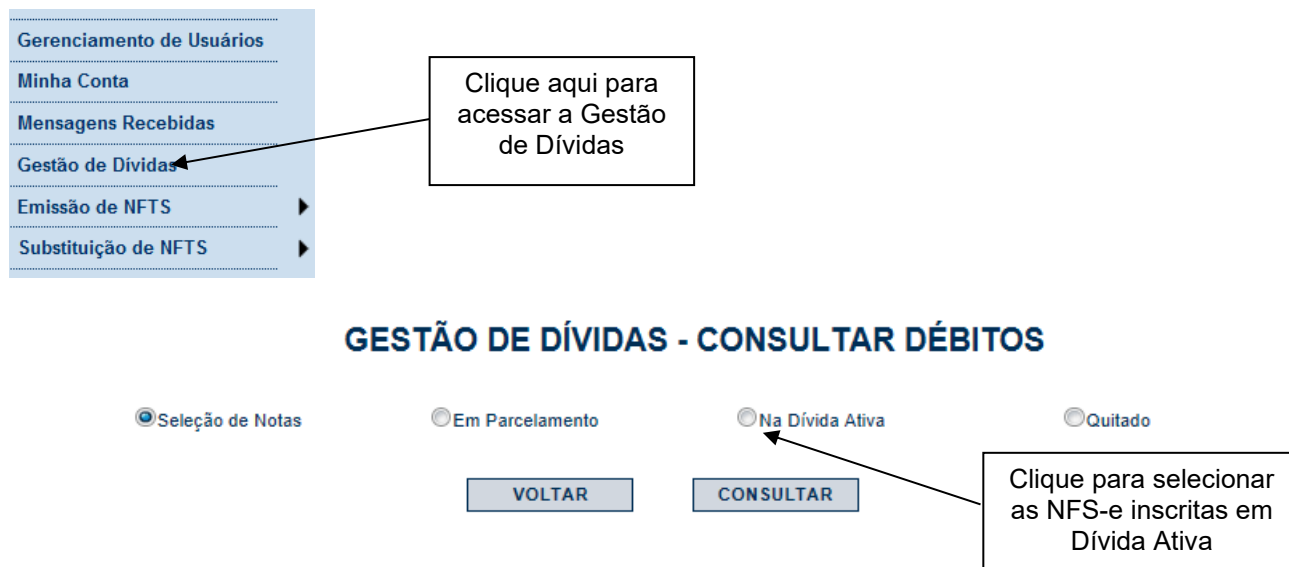 Gerenciamento de Usuários
Minha Conta
Mensagens Recebidas
Gestão de Dívidas
Emissão de NFTS
Substituição de NFTS
Clique aqui para
acessar a Gestão
de Dívidas
GESTÃO DE DÍVIDAS - CONSULTAR DÉBITOS
Seleção de Notas
Em Parcelamento
Na Dívida Ativa
Quitado
VOLTAR
CONSULTAR
Clique para selecionar
as NFS-e inscritas em
Dívida Ativa